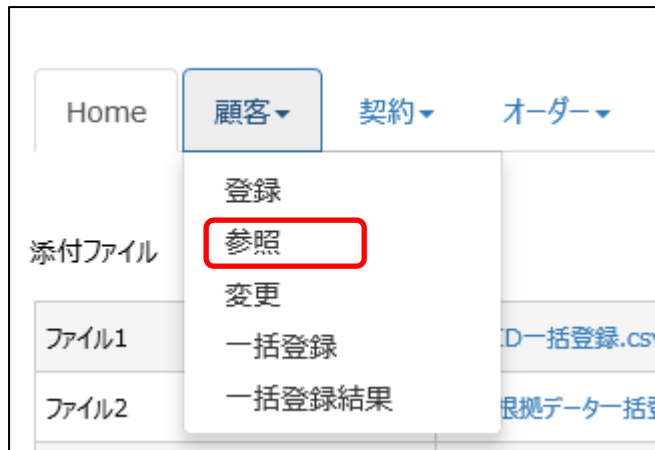 Home 顧客▾ 契約▾ オーダー▾
登録
添付ファイル 参照
変更
ファイル1 一括登録 ID一括登録.csv
ファイル2 一括登録結果 根拠データ一括登